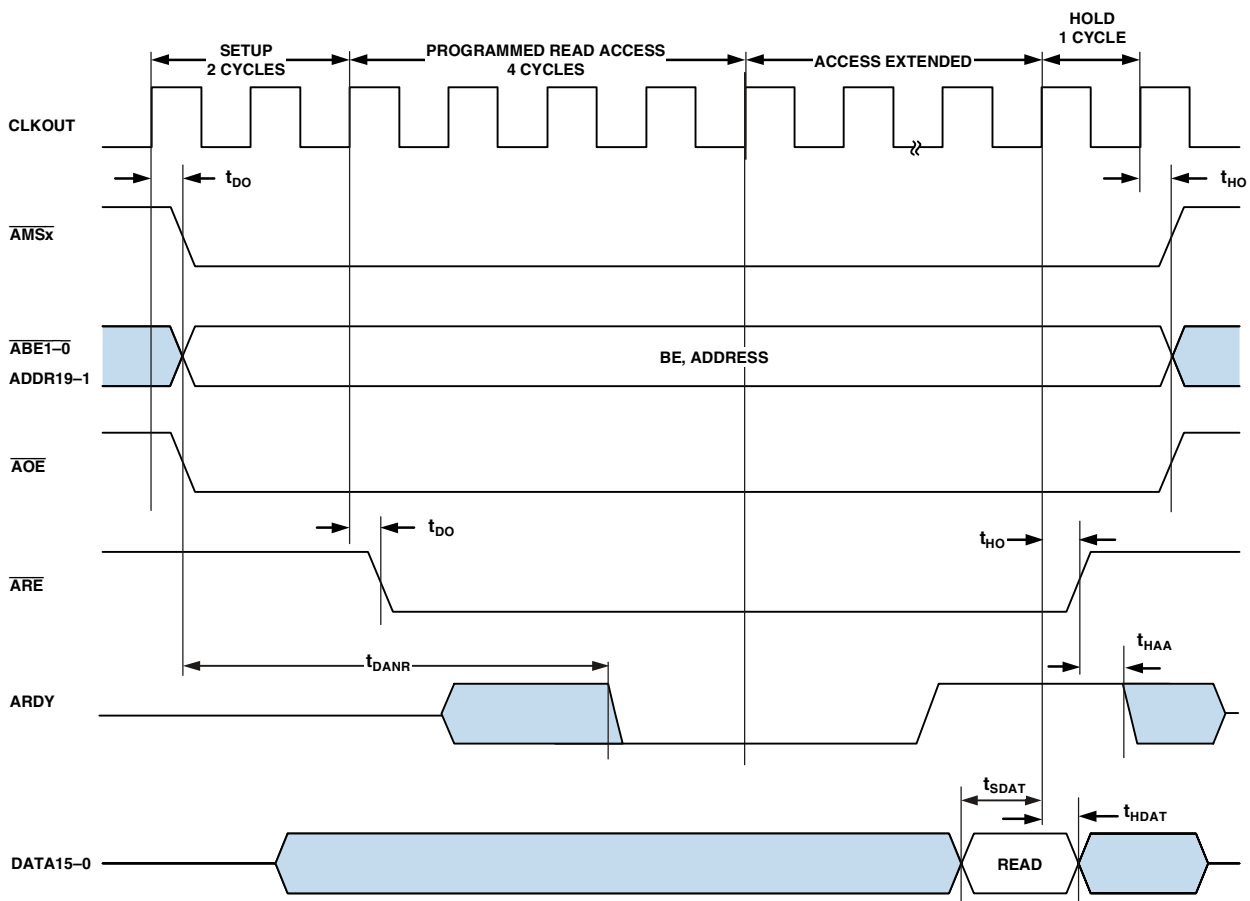 SETUP
2 CYCLES
PROGRAMMED READ ACCESS
4 CYCLES
ACCESS EXTENDED
HOLD
1 CYCLE
CLKOUT
tDO
tHO
AMSx
ABE1–0
BE, ADDRESS
ADDR19–1
AOE
tDO
tHO
ARE
tDANR
tHAA
ARDY
tSDAT
tHDAT
DATA15–0
READ